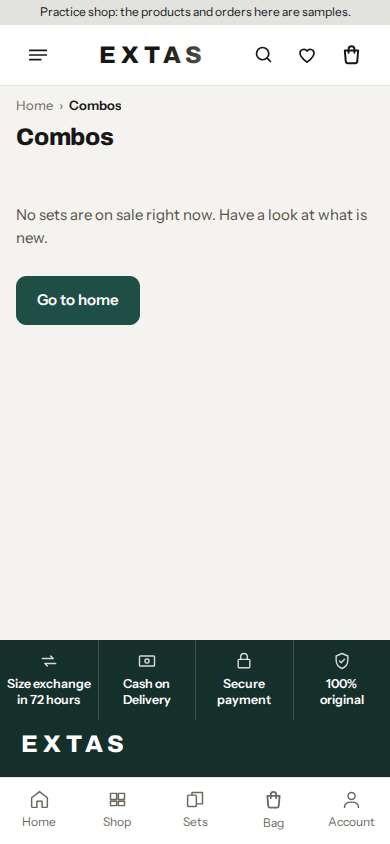 Practice shop: the products and orders here are samples.
EXTAS
Home › Combos
Combos
No sets are on sale right now. Have a look at what is
new.
Go to home
Size exchange
in 72 hours
Cash on
Delivery
Secure
payment
100%
original
EXTAS
Home
Shop
Sets
Bag
Account